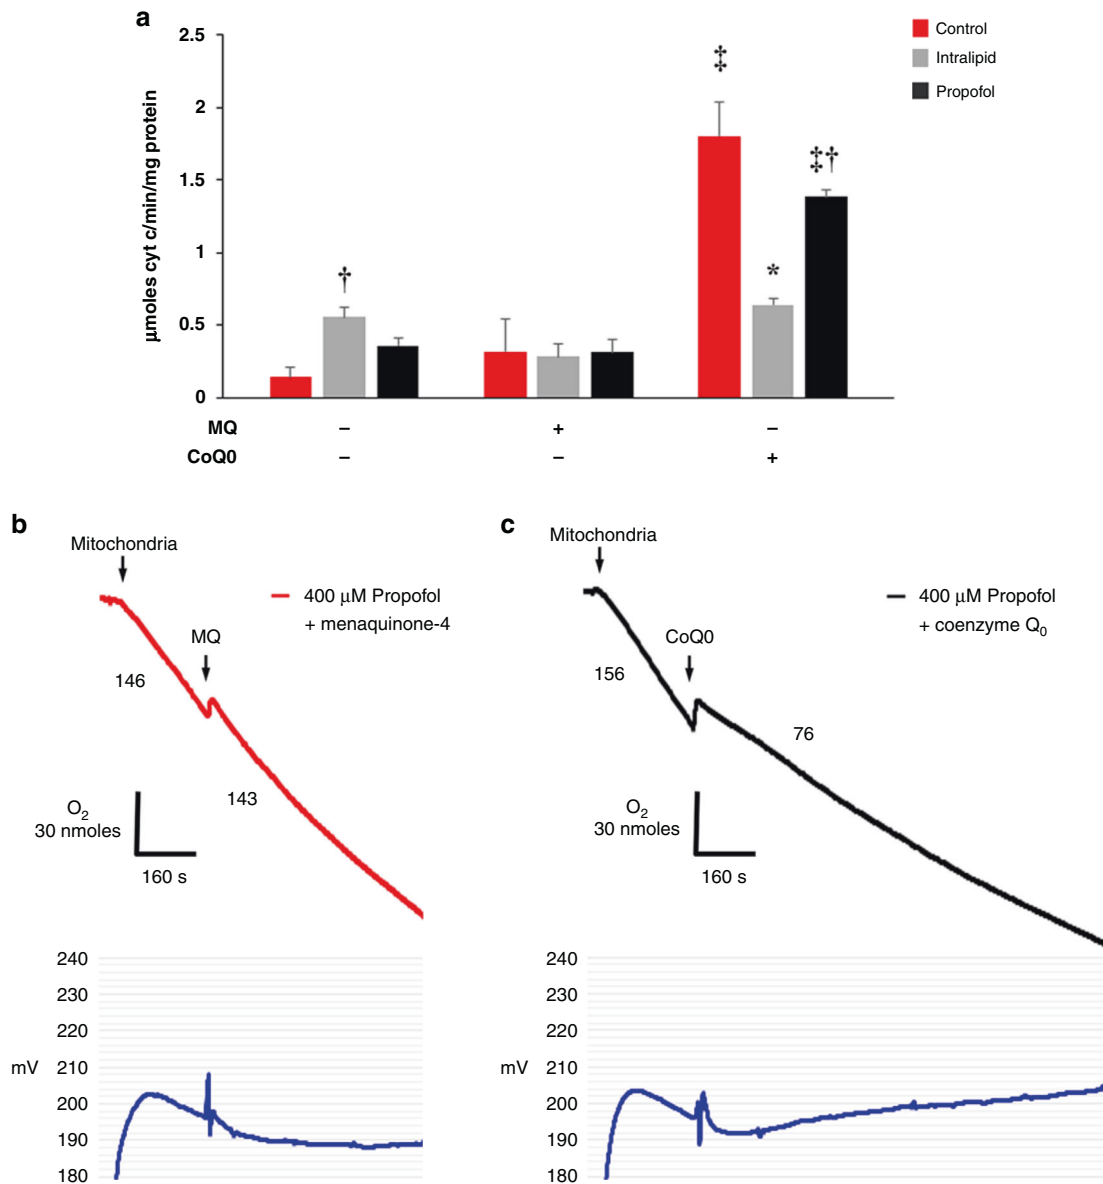 a
2.5
2
1.5
1
0.5
0
μmoles cyt c/min/mg protein
Control
Intralipid
Propofol
†
‡
*
‡†
MQ – + –
CoQ0 – – +
b
Mitochondria
400 μM Propofol
+ menaquinone-4
MQ
146
143
O2
30 nmoles
160 s
240
230
220
mV 210
200
190
180
c
Mitochondria
400 μM Propofol
+ coenzyme Q0
CoQ0
156
76
O2
30 nmoles
160 s
240
230
220
mV 210
200
190
180